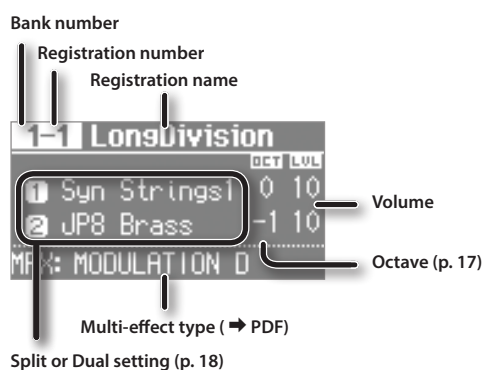 Bank number
Registration number
Registration name
1-1 LongDivision
OCT LVL
1 Syn Strings1 0 10
2 JP8 Brass -1 10
Volume
MFX: MODULATION D
Octave (p. 17)
Multi-effect type ( ➡ PDF)
Split or Dual setting (p. 18)